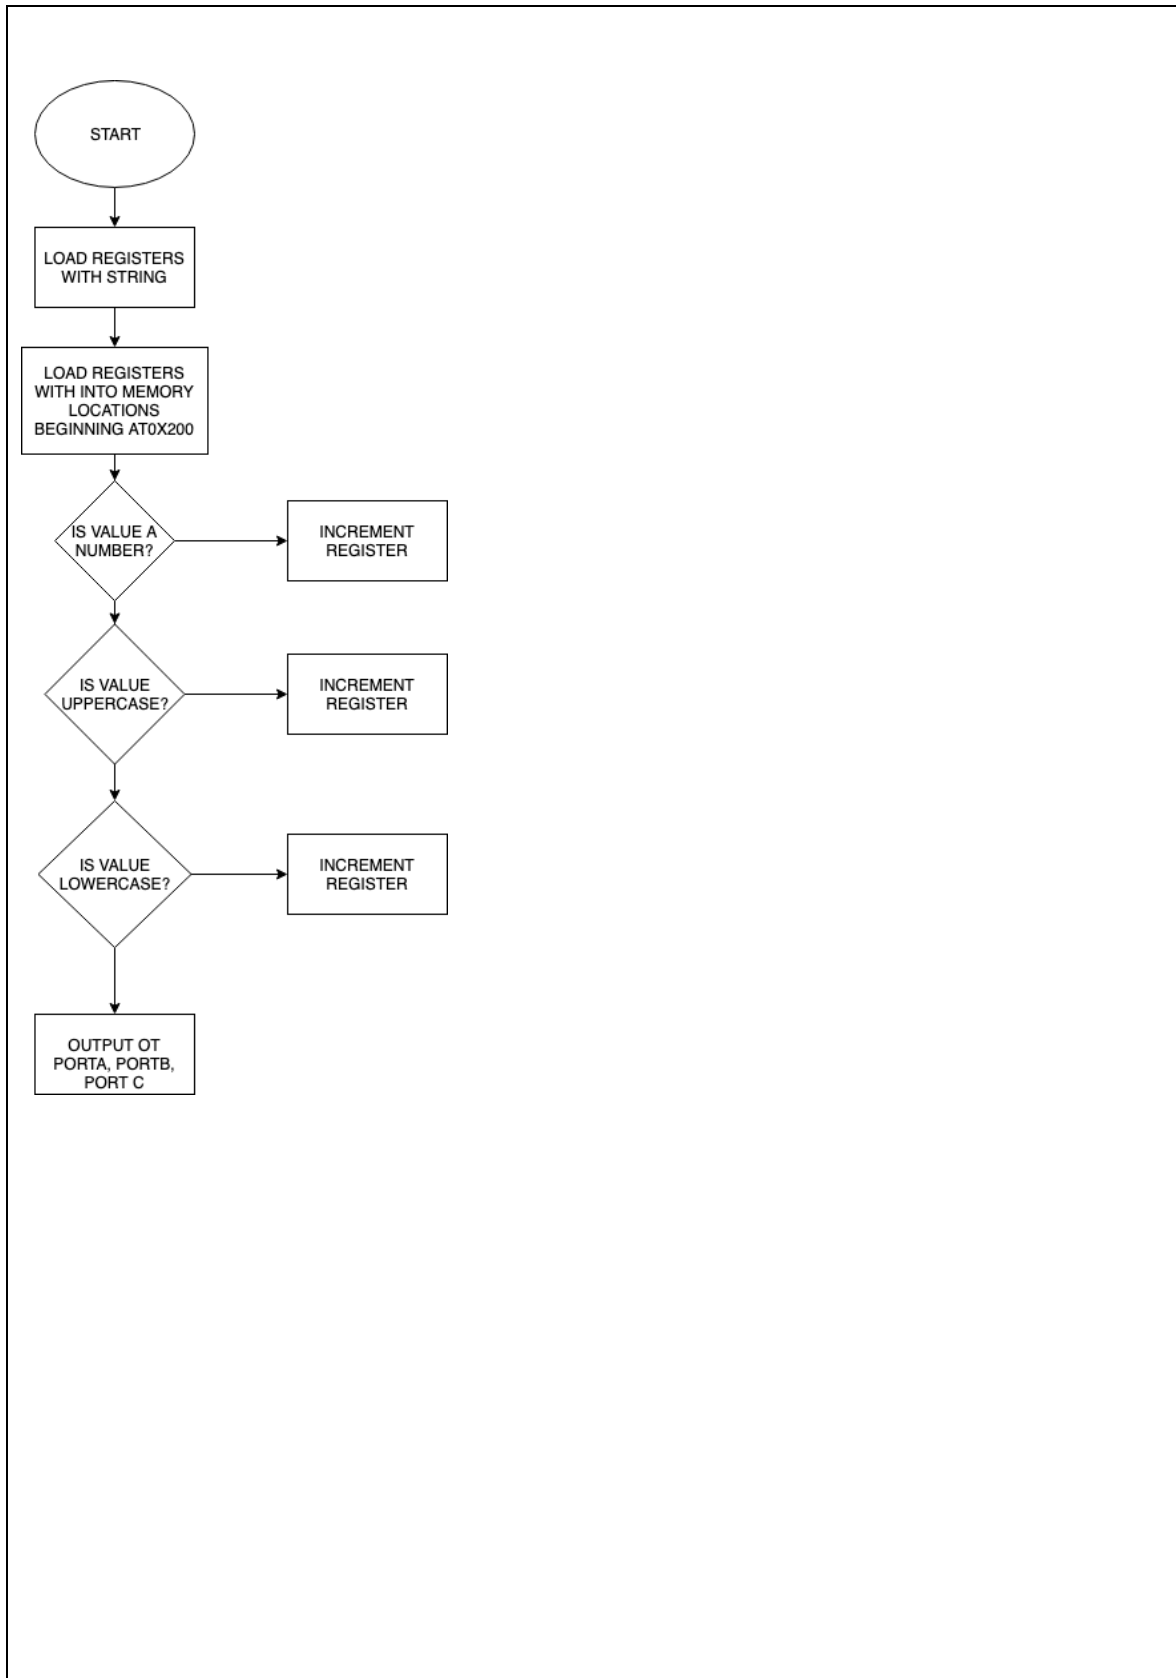 START
LOAD REGISTERS
WITH STRING
LOAD REGISTERS
WITH INTO MEMORY
LOCATIONS
BEGINNING AT0X200
IS VALUE A
NUMBER?
INCREMENT
REGISTER
IS VALUE
UPPERCASE?
INCREMENT
REGISTER
IS VALUE
LOWERCASE?
INCREMENT
REGISTER
OUTPUT OT
PORTA, PORTB,
PORT C